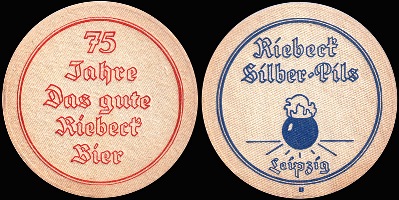 75
Jahre
Das gute
Riebeck
Bier
Riebeck
Silber-Pils
Leipzig